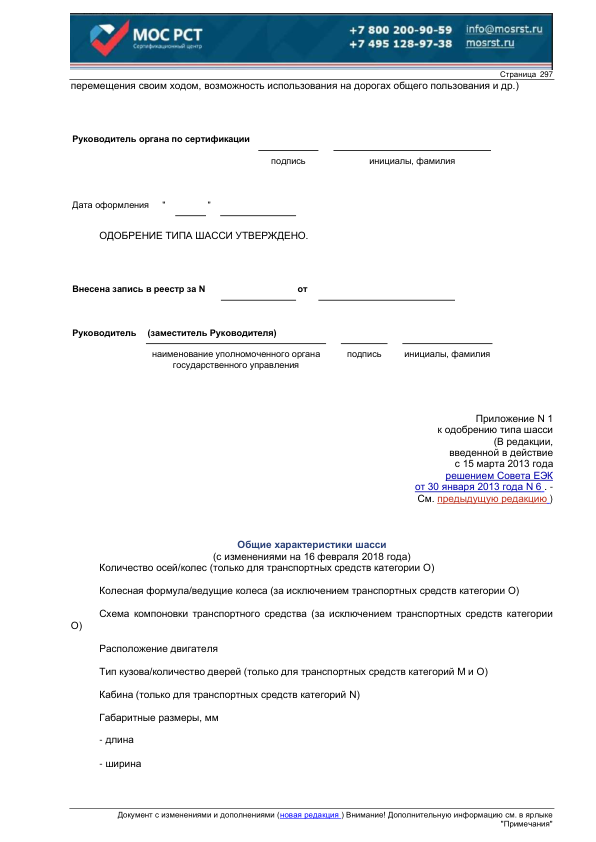 МОС РСТ
Сертификационный центр
+7 800 200-90-59 info@mosrst.ru
+7 495 128-97-38 mosrst.ru
Страница 297
перемещения своим ходом, возможность использования на дорогах общего пользования и др.)
Руководитель органа по сертификации
подпись инициалы, фамилия
Дата оформления " "
ОДОБРЕНИЕ ТИПА ШАССИ УТВЕРЖДЕНО.
Внесена запись в реестр за N от
Руководитель (заместитель Руководителя)
наименование уполномоченного органа подпись инициалы, фамилия
государственного управления
Приложение N 1
к одобрению типа шасси
(В редакции,
введенной в действие
с 15 марта 2013 года
решением Совета ЕЭК
от 30 января 2013 года N 6 . -
См. предыдущую редакцию )
Общие характеристики шасси
(с изменениями на 16 февраля 2018 года)
Количество осей/колес (только для транспортных средств категории О)
Колесная формула/ведущие колеса (за исключением транспортных средств категории О)
Схема компоновки транспортного средства (за исключением транспортных средств категории
О)
Расположение двигателя
Тип кузова/количество дверей (только для транспортных средств категорий М и О)
Кабина (только для транспортных средств категорий N)
Габаритные размеры, мм
- длина
- ширина
Документ с изменениями и дополнениями (новая редакция ) Внимание! Дополнительную информацию см. в ярлыке
"Примечания"